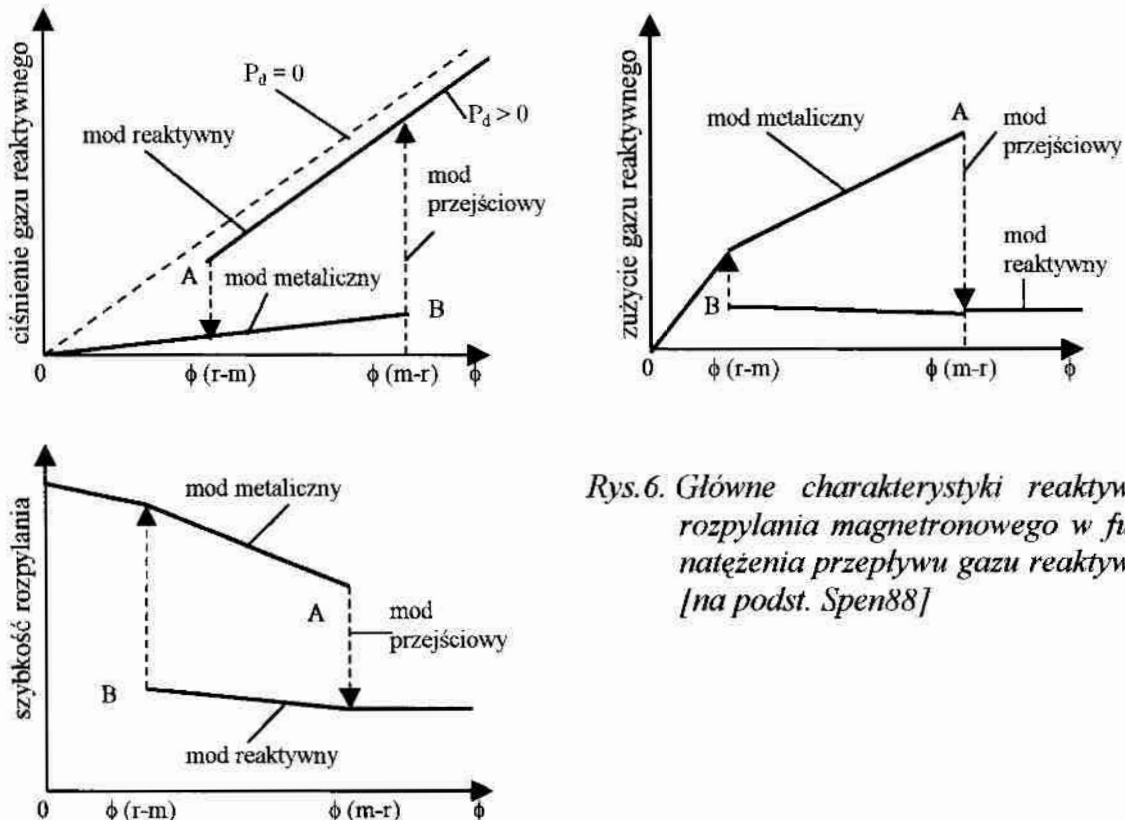 ciśnienie gazu reaktywnego
P_d = 0
P_d > 0
mod reaktywny
mod
przejściowy
A
mod metaliczny
B
0
ϕ (r-m)
ϕ (m-r)
ϕ
zużycie gazu reaktywnego
mod metaliczny
A
mod
przejściowy
mod
reaktywny
B
0
ϕ (r-m)
ϕ (m-r)
ϕ
szybkość rozpylania
mod metaliczny
A
mod
przejściowy
B
mod reaktywny
0
ϕ (r-m)
ϕ (m-r)
ϕ
Rys.6. Główne charakterystyki reaktyw
rozpylania magnetronowego w fu
natężenia przepływu gazu reaktyw
[na podst. Spen88]